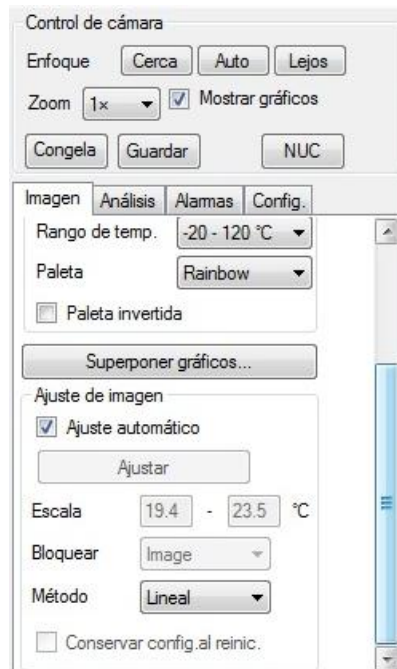 Control de cámara
Enfoque Cerca Auto Lejos
Zoom 1× Mostrar gráficos
Congela Guardar NUC
Imagen Análisis Alarmas Config.
Rango de temp. -20 - 120 °C
Paleta Rainbow
Paleta invertida
Superponer gráficos...
Ajuste de imagen
Ajuste automático
Ajustar
Escala 19.4 - 23.5 °C
Bloquear Image
Método Lineal
Conservar config.al reinic.